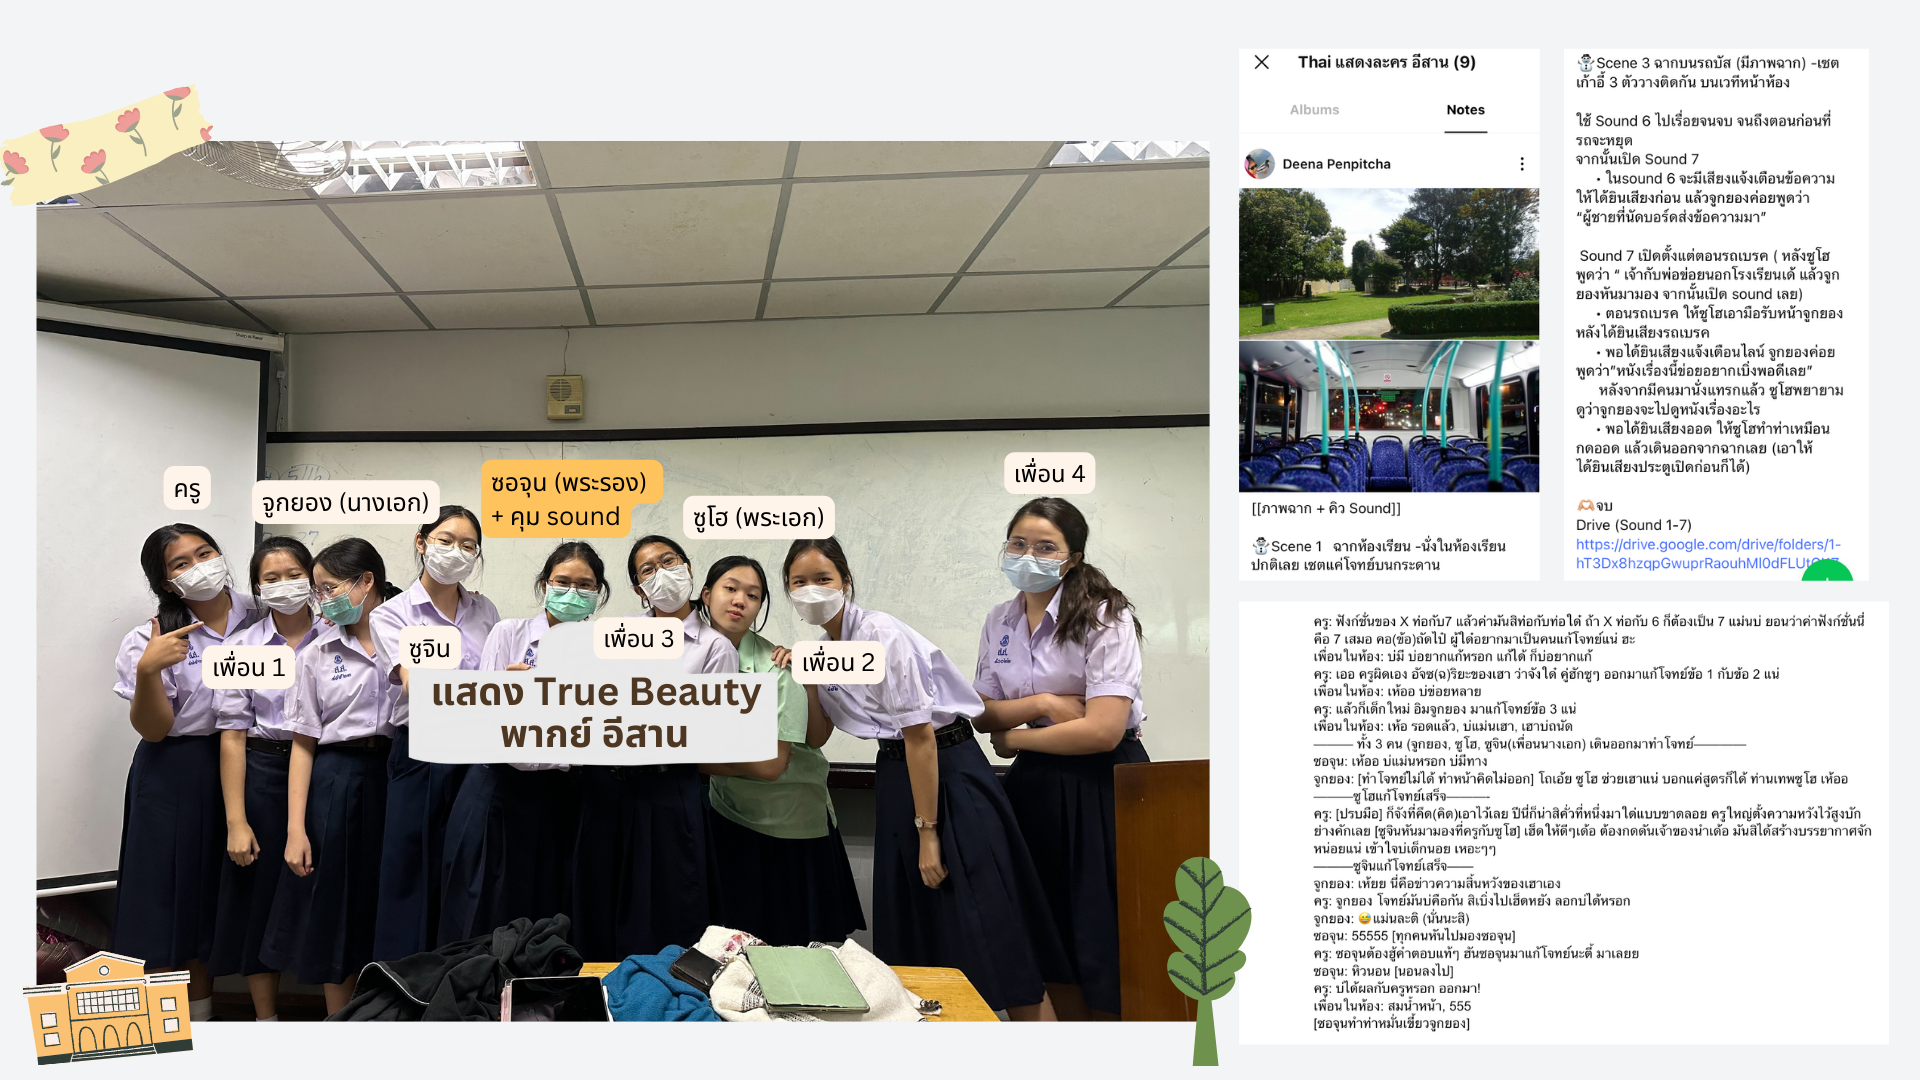 ครู
จูกยอง (นางเอก)
ซอจุน (พระรอง)
+ คุม sound
ซูโฮ (พระเอก)
เพื่อน 4
เพื่อน 1
ซูจิน
เพื่อน 3
เพื่อน 2
แสดง True Beauty
พากย์ อีสาน
Thai แสดงละคร อีสาน (9)
Albums
Notes
Deena Penpitcha
[[ภาพฉาก + คิว Sound]]
⛄Scene 1 ฉากห้องเรียน -นั่งในห้องเรียน
ปกติเลย เซตแค่โจทย์บนกระดาน
⛄Scene 3 ฉากบนรถบัส (มีภาพฉาก) -เซต
เก้าอี้ 3 ตัววางติดกัน บนเวทีหน้าห้อง
ใช้ Sound 6 ไปเรื่อยจนจบ จนถึงตอนก่อนที่
รถจะหยุด
จากนั้นเปิด Sound 7
• ในsound 6 จะมีเสียงแจ้งเตือนข้อความ
ให้ได้ยินเสียงก่อน แล้วจูกยองค่อยพูดว่า
“ผู้ชายที่นัดบอร์ดส่งข้อความมา”
Sound 7 เปิดตั้งแต่ตอนรถเบรค ( หลังซูโฮ
พูดว่า “ เจ้ากับพ่อข่อยนอกโรงเรียนเด้ แล้วจูก
ยองหันมามอง จากนั้นเปิด sound เลย)
• ตอนรถเบรค ให้ซูโฮเอามือรับหน้าจูกยอง
หลังได้ยินเสียงรถเบรค
• พอได้ยินเสียงแจ้งเตือนไลน์ จูกยองค่อย
พูดว่า”หนังเรื่องนี้ข่อยอยากเบิ่งพอดีเลย”
หลังจากมีคนมานั่งแทรกแล้ว ซูโฮพยายาม
ดูว่าจูกยองจะไปดูหนังเรื่องอะไร
• พอได้ยินเสียงออด ให้ซูโฮทำท่าเหมือน
กดออด แล้วเดินออกจากฉากเลย (เอาให้
ได้ยินเสียงประตูเปิดก่อนก็ได้)
🫶🏻จบ
Drive (Sound 1-7)
https://drive.google.com/drive/folders/1-
ครู: ฟังก์ชั่นของ X ท่อกับ7 แล้วค่ามันสิท่อกับท่อใด๋ ถ้า X ท่อกับ 6 ก็ต้องเป็น 7 แม่นบ่ ยอนว่าค่าฟังก์ชั่นนี่
คือ 7 เสมอ คอ(ข้อ)ถัดไป๋ ผู้ใด๋อยากมาเป็นคนแก้โจทย์แน่ ฮะ
เพื่อนในห้อง: บ่มี บ่อยากแก้หรอก แก้ได้ ก็บ่อยากแก้
ครู: เออ ครูผิดเอง อัจช(ฉ)ริยะของเฮา ว่าจั่งใด๋ คู่ฮักซูๆ ออกมาแก้โจทย์ข้อ 1 กับข้อ 2 แน่
เพื่อนในห้อง: เห้ออ บ่ข่อยหลาย
ครู: แล้วก็เด็กใหม่ อิมจูกยอง มาแก้โจทย์ข้อ 3 แน่
เพื่อนในห้อง: เห้อ รอดแล้ว, บ่แม่นเฮา, เฮาบ่ถนัด
——— ทั้ง 3 คน (จูกยอง, ซูโฮ, ซูจิน(เพื่อนนางเอก) เดินออกมาทำโจทย์————
ซอจุน: เห้ออ บ่แม่นหรอก บ่มีทาง
จูกยอง: [ทำโจทย์ไม่ได้ ทำหน้าคิดไม่ออก] โถเอ้ย ซูโฮ ซ่วยเฮาแน่ บอกแค่สูตรก็ได้ ท่านเทพซูโฮ เห้ออ
———ซูโฮแก้โจทย์เสร็จ———-
ครู: [ปรบมือ] ก็จังที่คึด(คิด)เอาไว้เลย ปีนี่ก็น่าสิคั่วที่หนึ่งมาใด่แบบขาดลอย ครูใหญ่ตั้งความหวังไว้สูงบัก
ย่างคักเลย [ซูจินหันมามองที่ครูกับซูโฮ] เฮ็ดให้ดีๆเด้อ ต้องกดดันเจ้าของนำเด้อ มันสิได้สร้างบรรยากาศจัก
หน่อยแน่ เข้าใจบ่เด็กนอย เหอะๆๆ
———ซูจินแก้โจทย์เสร็จ——
จูกยอง: เห้ยย นี่คือข่าวความสิ้นหวังของเฮาเอง
ครู: จูกยอง โจทย์มันบ่คือกัน สิเบิ่งไปเฮ็ดหยัง ลอกบ่ได้หรอก
จูกยอง: 😅แม่นละติ (นั่นนะสิ)
ซอจุน: 55555 [ทุกคนหันไปมองซอจุน]
ครู: ซอจุนต้องฮู้คำตอบแท้ๆ ฮันซอจุนมาแก้โจทย์นะตี้ มาเลยย
ซอจุน: หิวนอน [นอนลงไป]
ครู: บ่ได้ผลกับครูหรอก ออกมา!
เพื่อนในห้อง: สมน้ำหน้า, 555
[ซอจุนทำท่าหมั่นเขี้ยวจูกยอง]